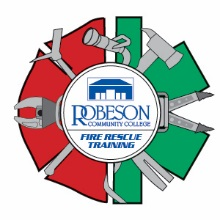 ROBESON
COMMUNITY COLLEGE
FIRE RESCUE
TRAINING